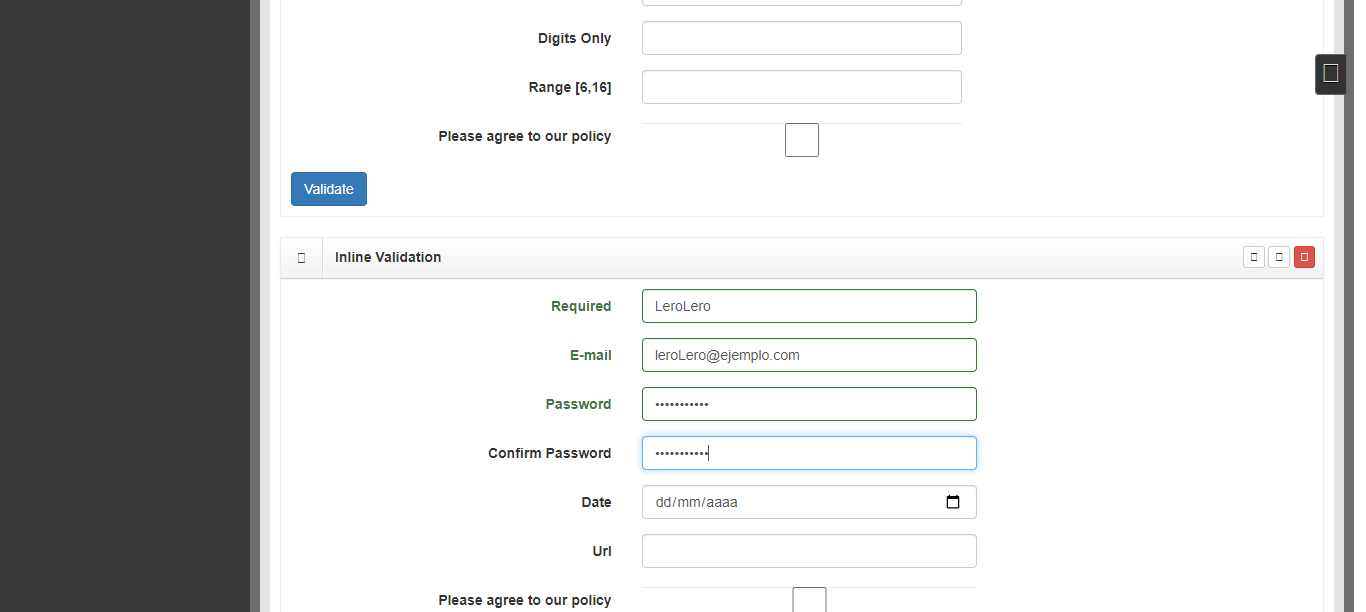 Digits Only
Range [6,16]
Please agree to our policy
Validate
Inline Validation
Required LeroLero
E-mail leroLero@ejemplo.com
Password •••••••••••
Confirm Password •••••••••••
Date dd/mm/aaaa
Url
Please agree to our policy